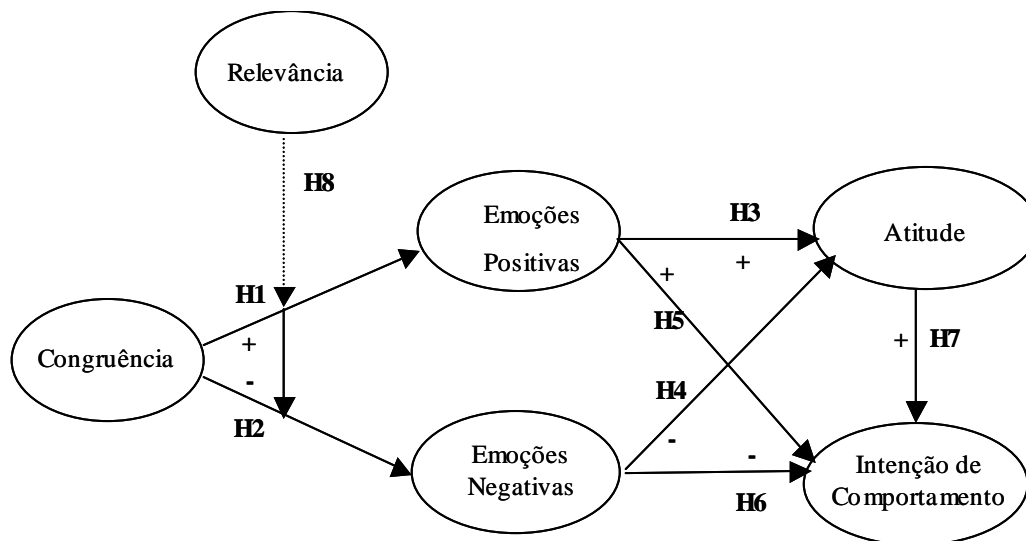 Relevância
H8
Emoções
Positivas
H3
+
+
Atitude
H1
+
H5
+
H7
Congruência
-
H2
H4
-
-
Emoções
Negativas
H6
Intenção de
Comportamento